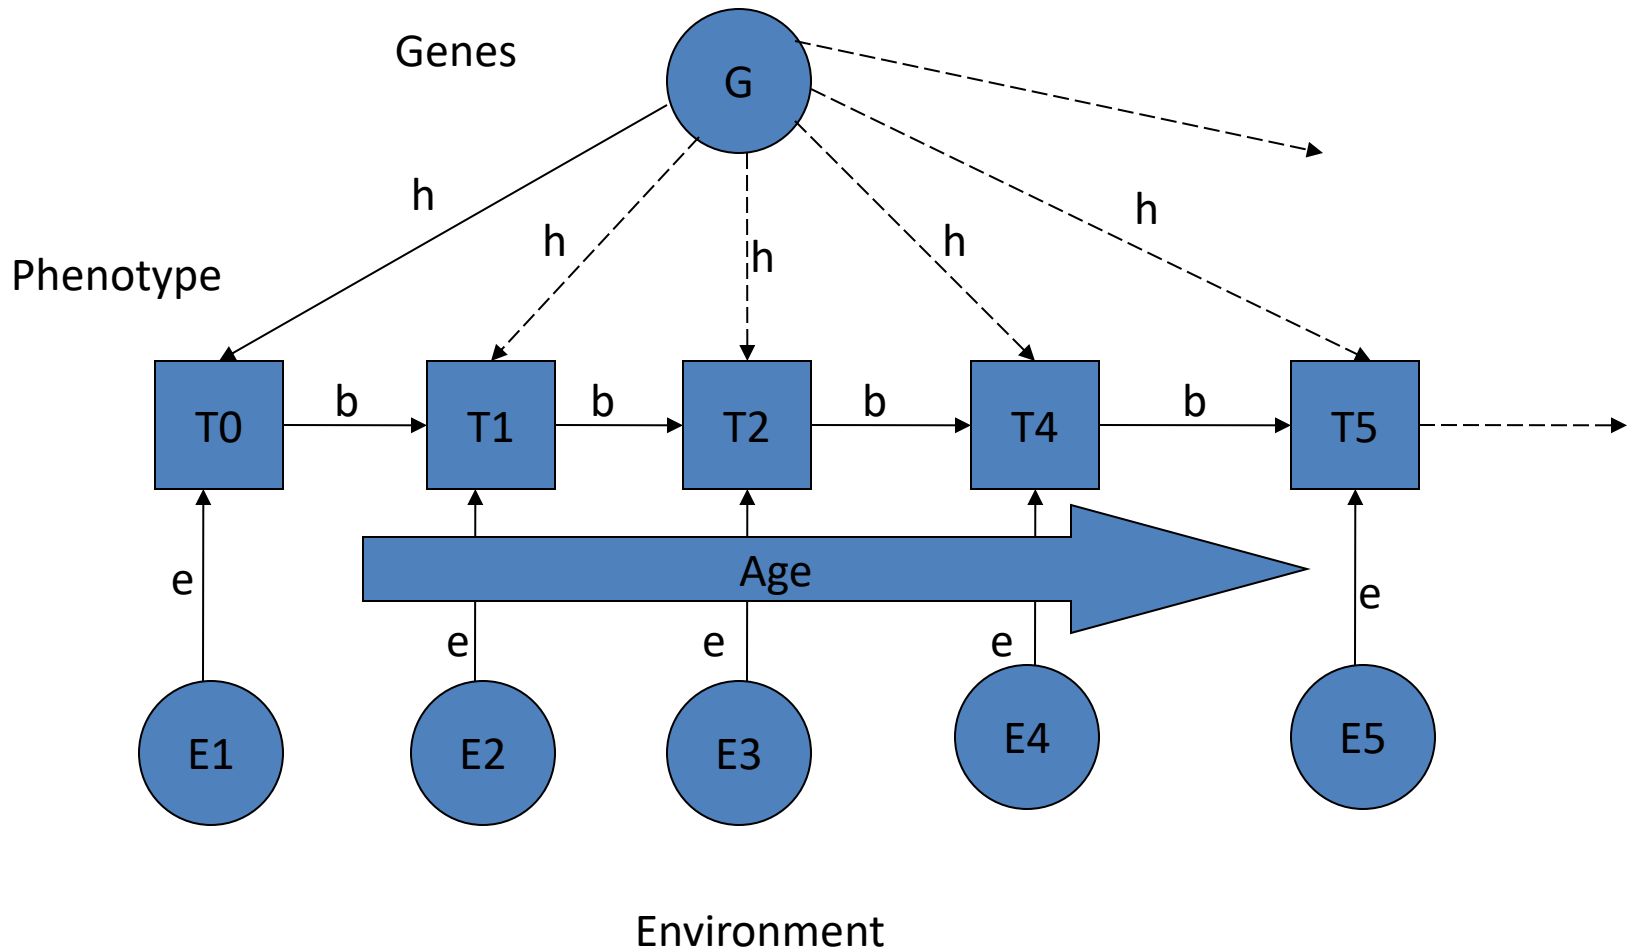 Genes
G
h
h
h
h
h
Phenotype
T0
b
T1
b
T2
b
T4
b
T5
Age
e
e
e
e
e
E1
E2
E3
E4
E5
Environment